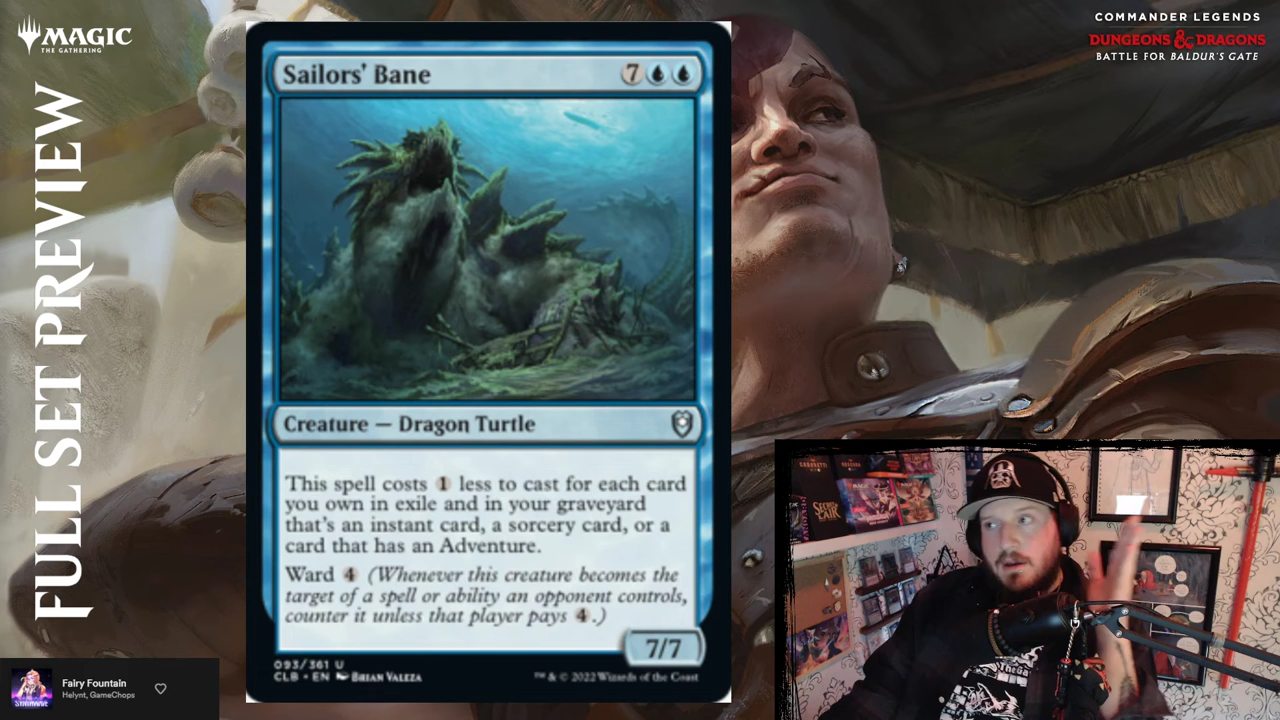 MAGIC
THE GATHERING
FULL SET PREVIEW
COMMANDER LEGENDS
DUNGEONS & DRAGONS
BATTLE FOR BALDUR'S GATE
Sailors' Bane 7
Creature — Dragon Turtle
This spell costs 1 less to cast for each card
you own in exile and in your graveyard
that's an instant card, a sorcery card, or a
card that has an Adventure.
Ward 4 (Whenever this creature becomes the
target of a spell or ability an opponent controls,
counter it unless that player pays 4.)
7/7
093/361 U
CLB • EN Brian Valeza
™ & © 2022 Wizards of the Coast
SECRET LAIR
Fairy Fountain
Helynt, GameChops